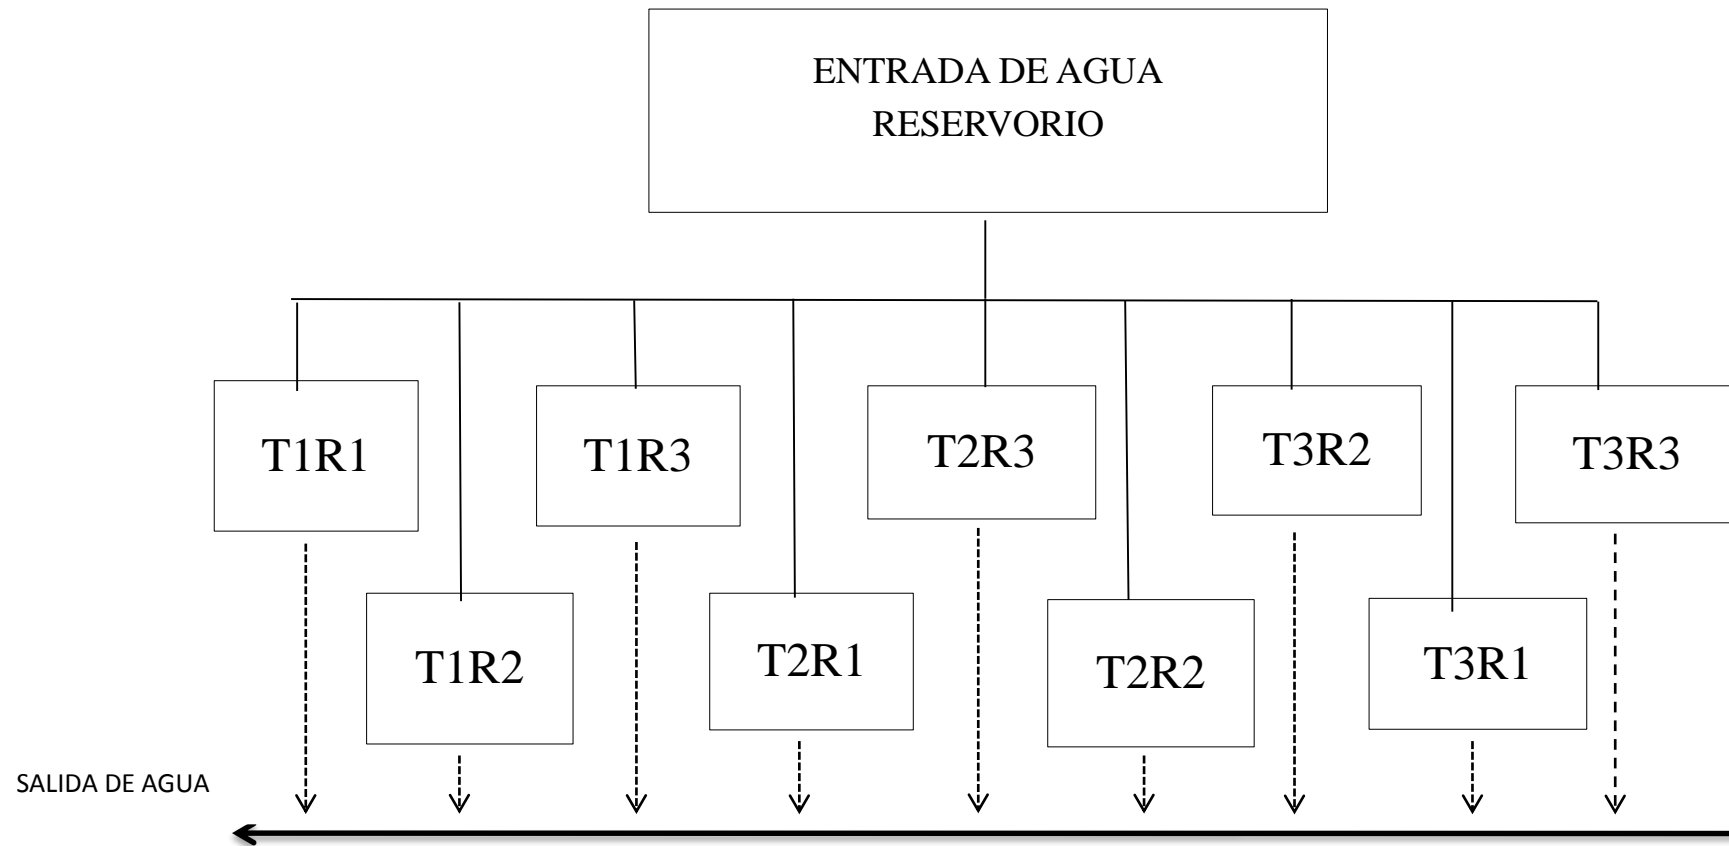 ENTRADA DE AGUA
RESERVORIO
T1R1
T1R3
T2R3
T3R2
T3R3
T1R2
T2R1
T2R2
T3R1
SALIDA DE AGUA